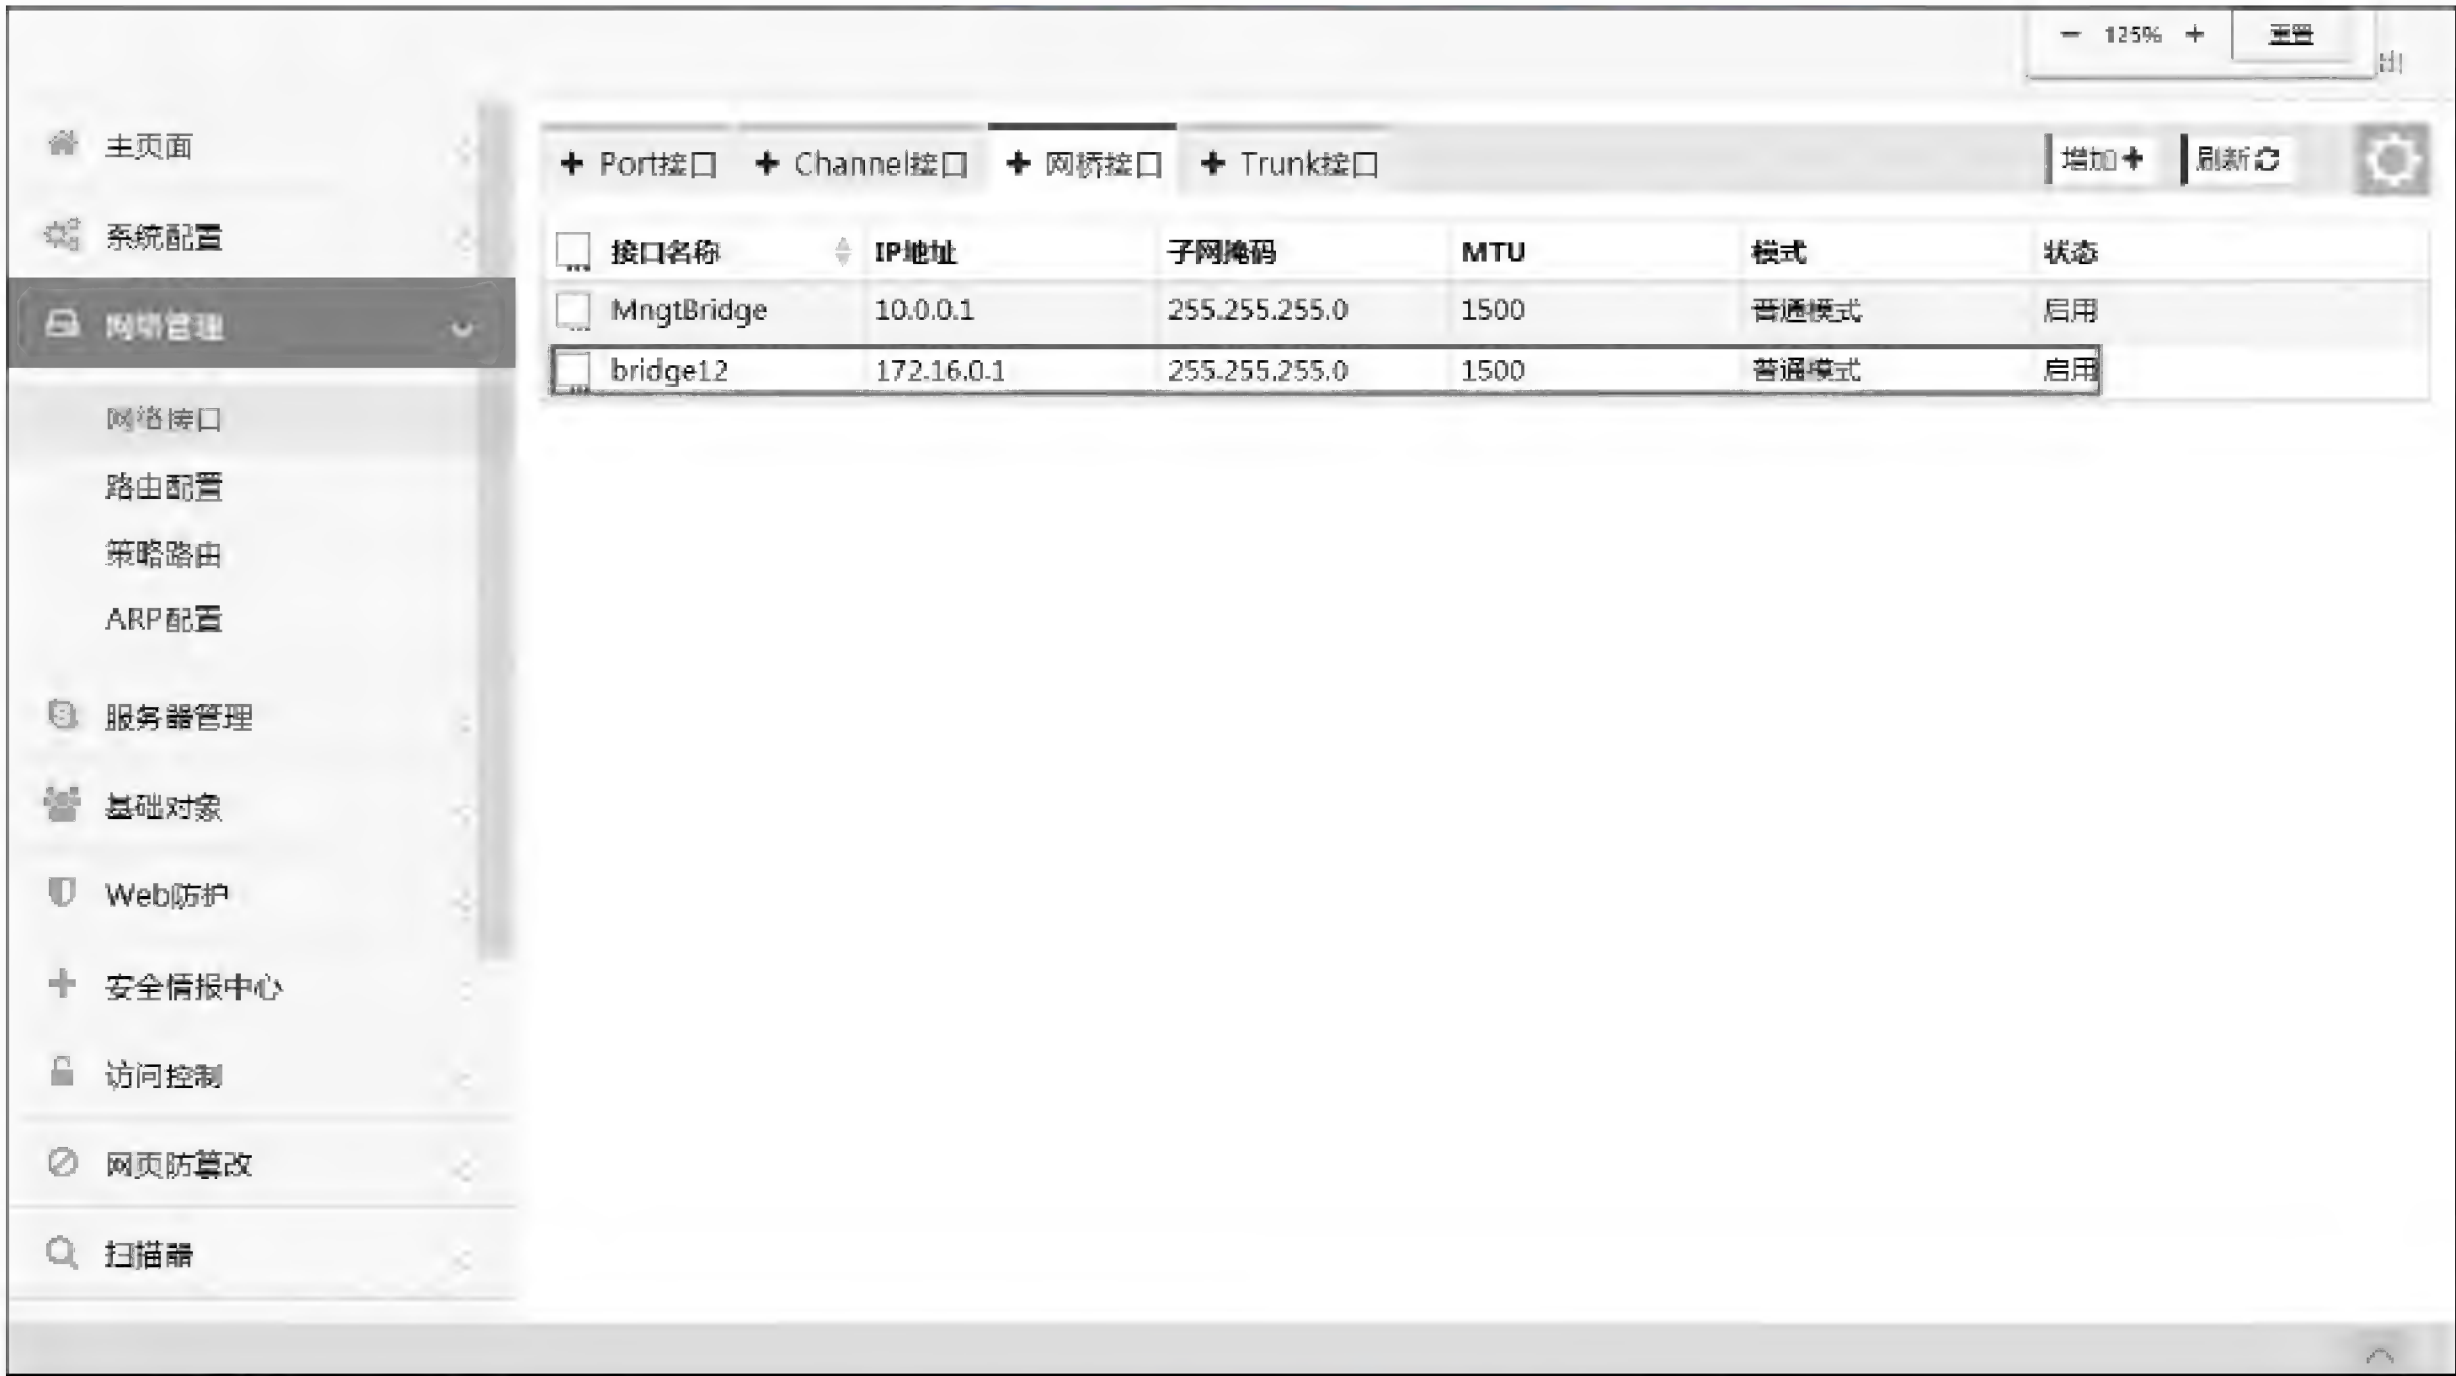 − 125% + 重置
出
主页面
系统配置
网络管理
网络接口
路由配置
策略路由
ARP配置
服务器管理
基础对象
Web防护
安全情报中心
访问控制
网页防篡改
扫描器
+ Port接口 + Channel接口 + 网桥接口 + Trunk接口 增加+ 刷新
接口名称 IP地址 子网掩码 MTU 模式 状态
MngtBridge 10.0.0.1 255.255.255.0 1500 普通模式 启用
bridge12 172.16.0.1 255.255.255.0 1500 普通模式 启用